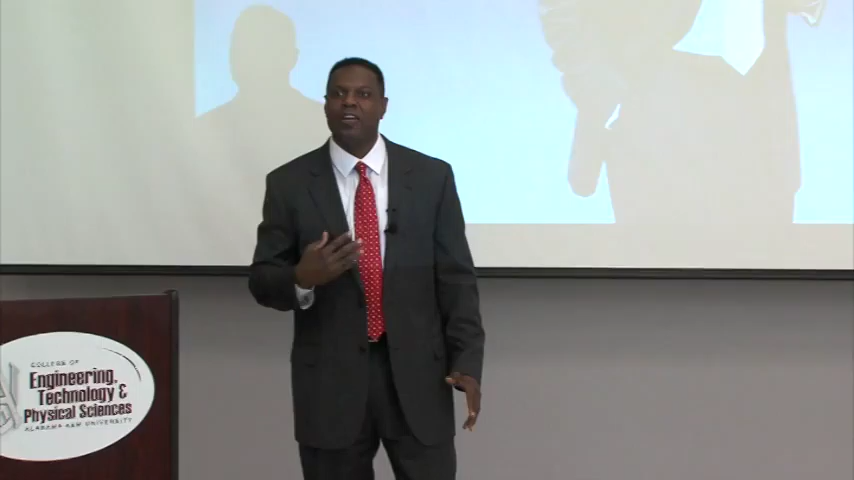 COLLEGE OF
Engineering,
Technology &
Physical Sciences
ALABAMA A&M UNIVERSITY